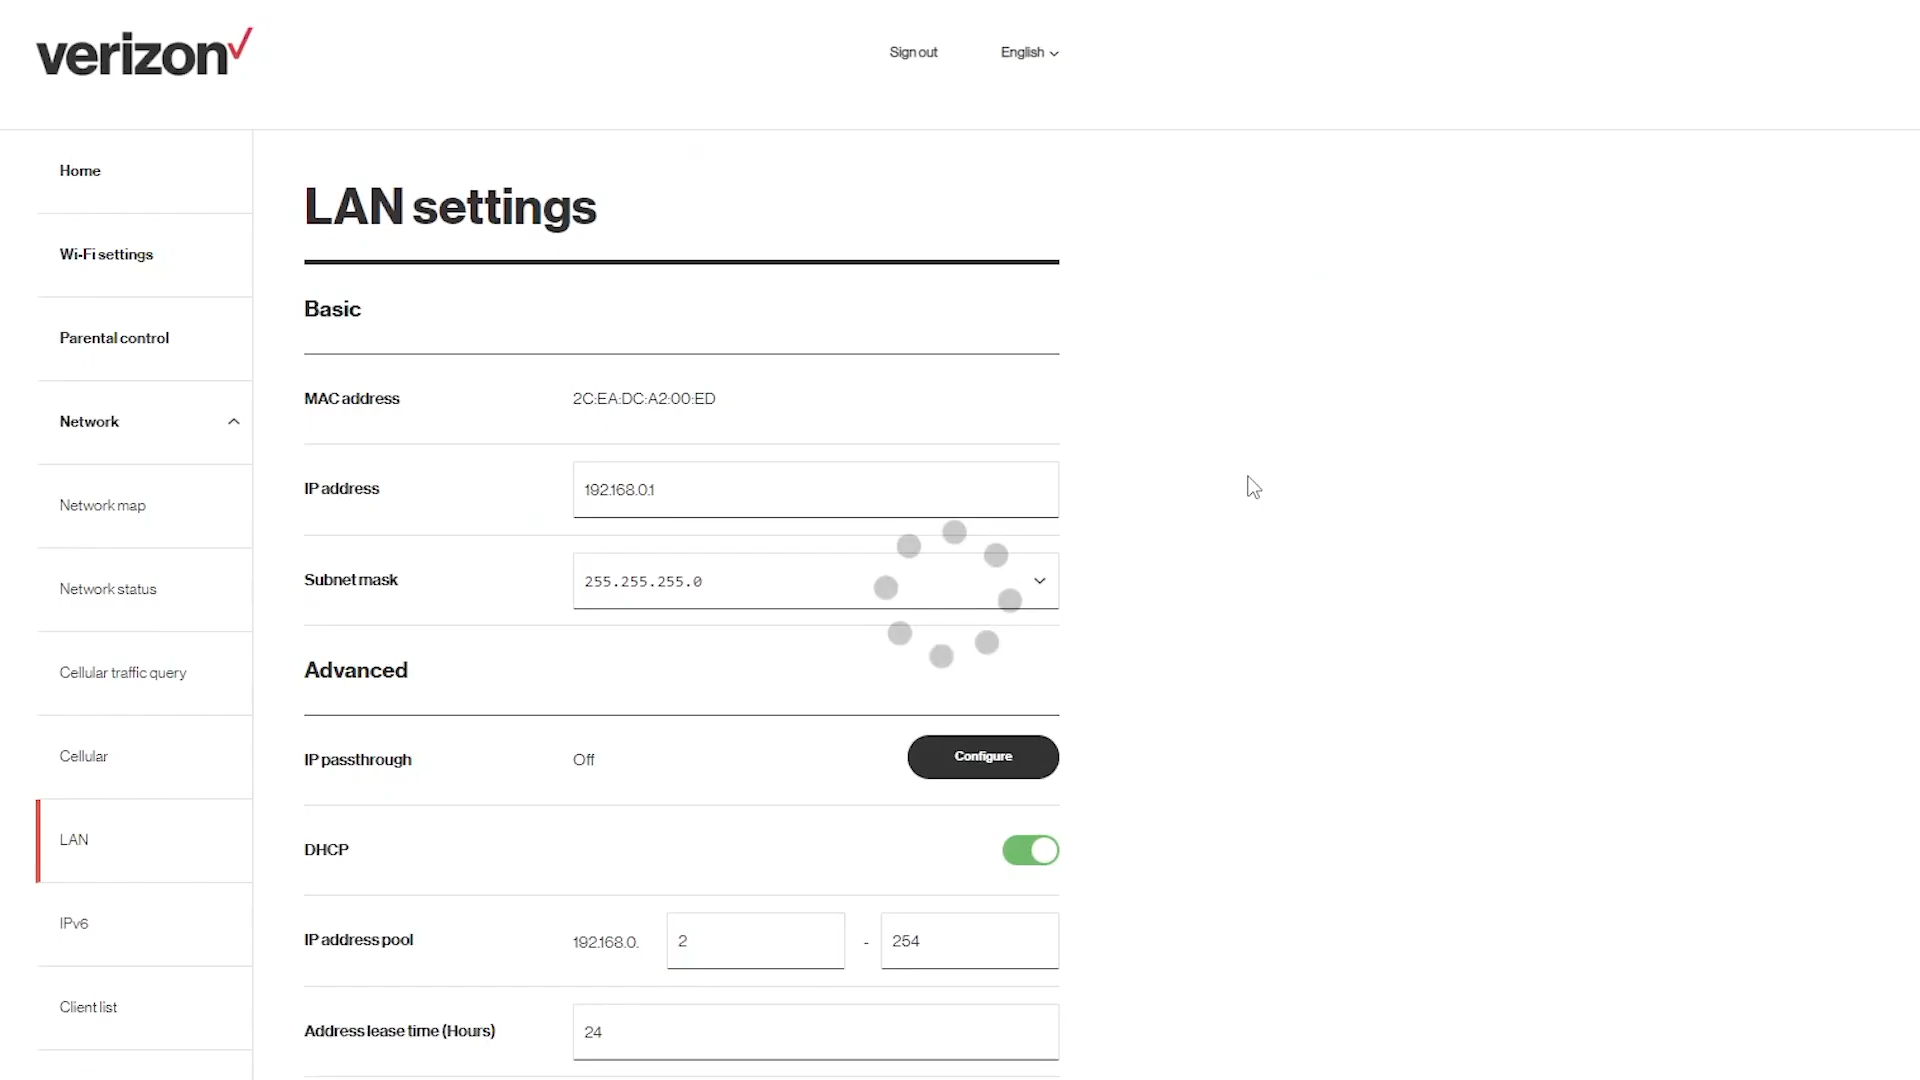 verizon
Sign out
English
Home
Wi-Fi settings
Parental control
Network
Network map
Network status
Cellular traffic query
Cellular
LAN
IPv6
Client list
LAN settings
Basic
MAC address 2C:EA:DC:A2:00:ED
IP address 192.168.0.1
Subnet mask 255.255.255.0
Advanced
IP passthrough Off Configure
DHCP
IP address pool 192.168.0. 2 - 254
Address lease time (Hours) 24